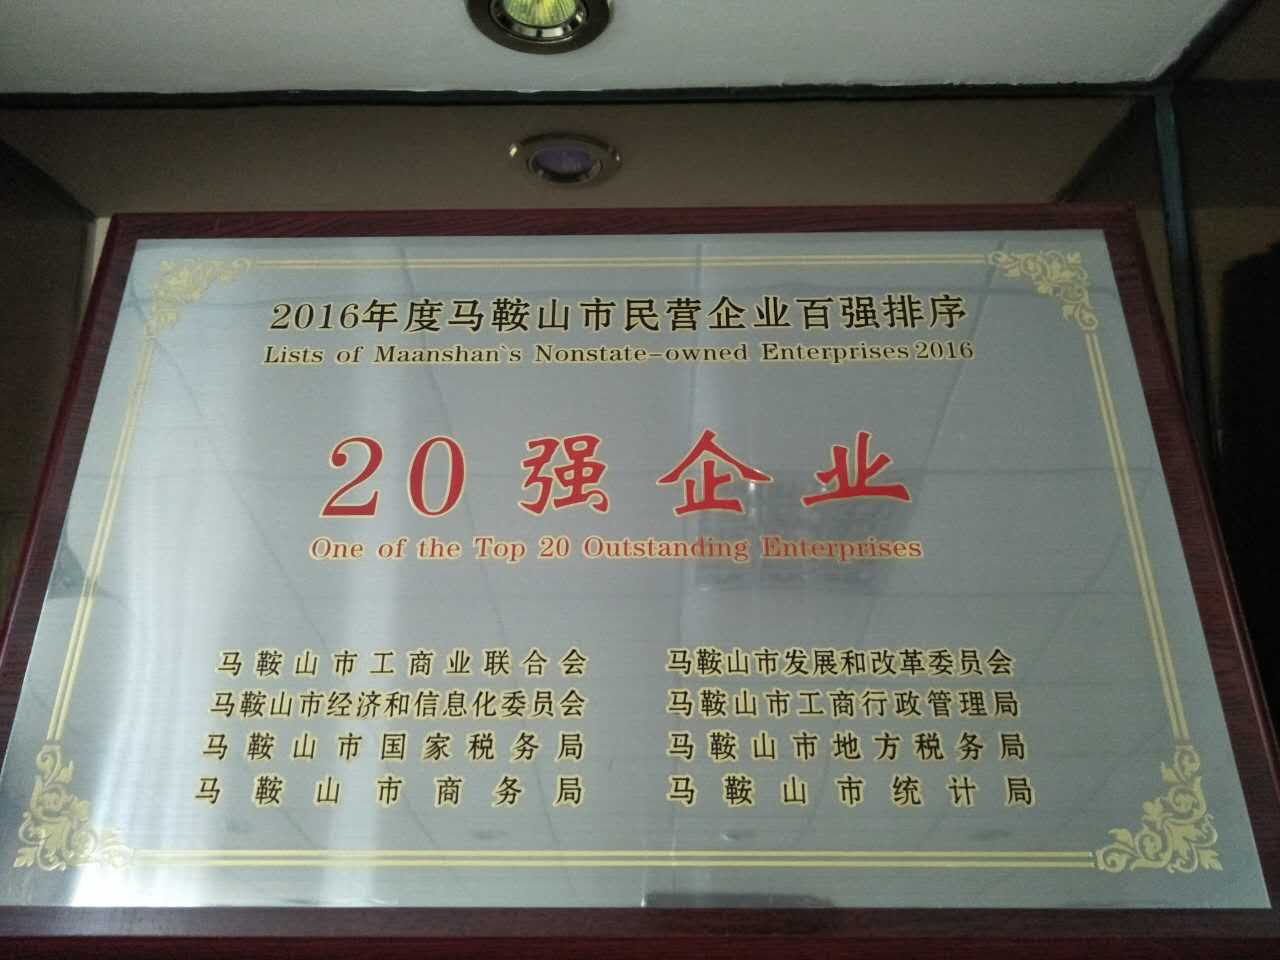 2016年度马鞍山市民营企业百强排序
Lists of Maanshan`s Nonstate-owned Enterprises 2016
20强企业
One of the Top 20 Outstanding Enterprises
马鞍山市工商业联合会 马鞍山市发展和改革委员会
马鞍山市经济和信息化委员会 马鞍山市工商行政管理局
马鞍山市国家税务局 马鞍山市地方税务局
马鞍山市商务局 马鞍山市统计局